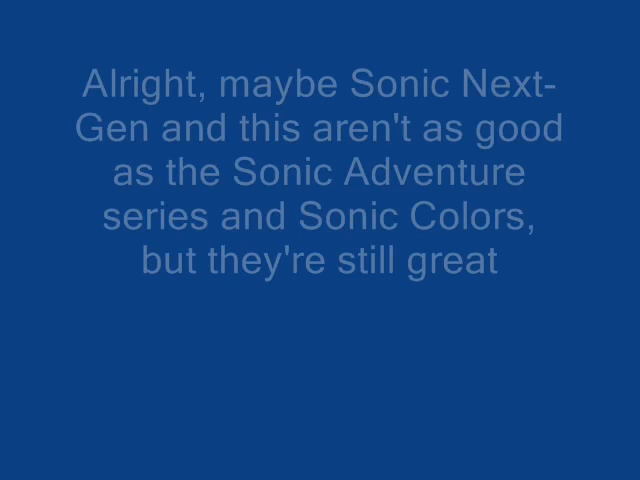 Alright, maybe Sonic Next-
Gen and this aren't as good
as the Sonic Adventure
series and Sonic Colors,
but they're still great